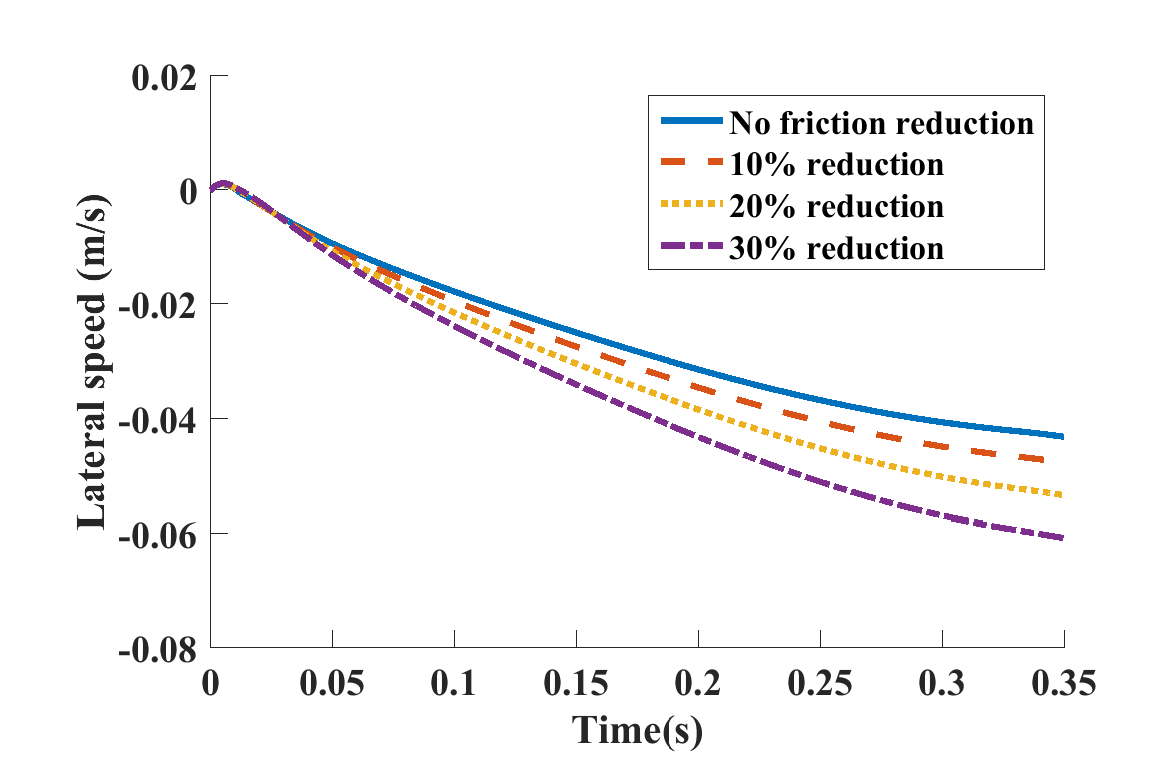 0.02
0
-0.02
-0.04
-0.06
-0.08
Lateral speed (m/s)
No friction reduction
10% reduction
20% reduction
30% reduction
0 0.05 0.1 0.15 0.2 0.25 0.3 0.35
Time(s)